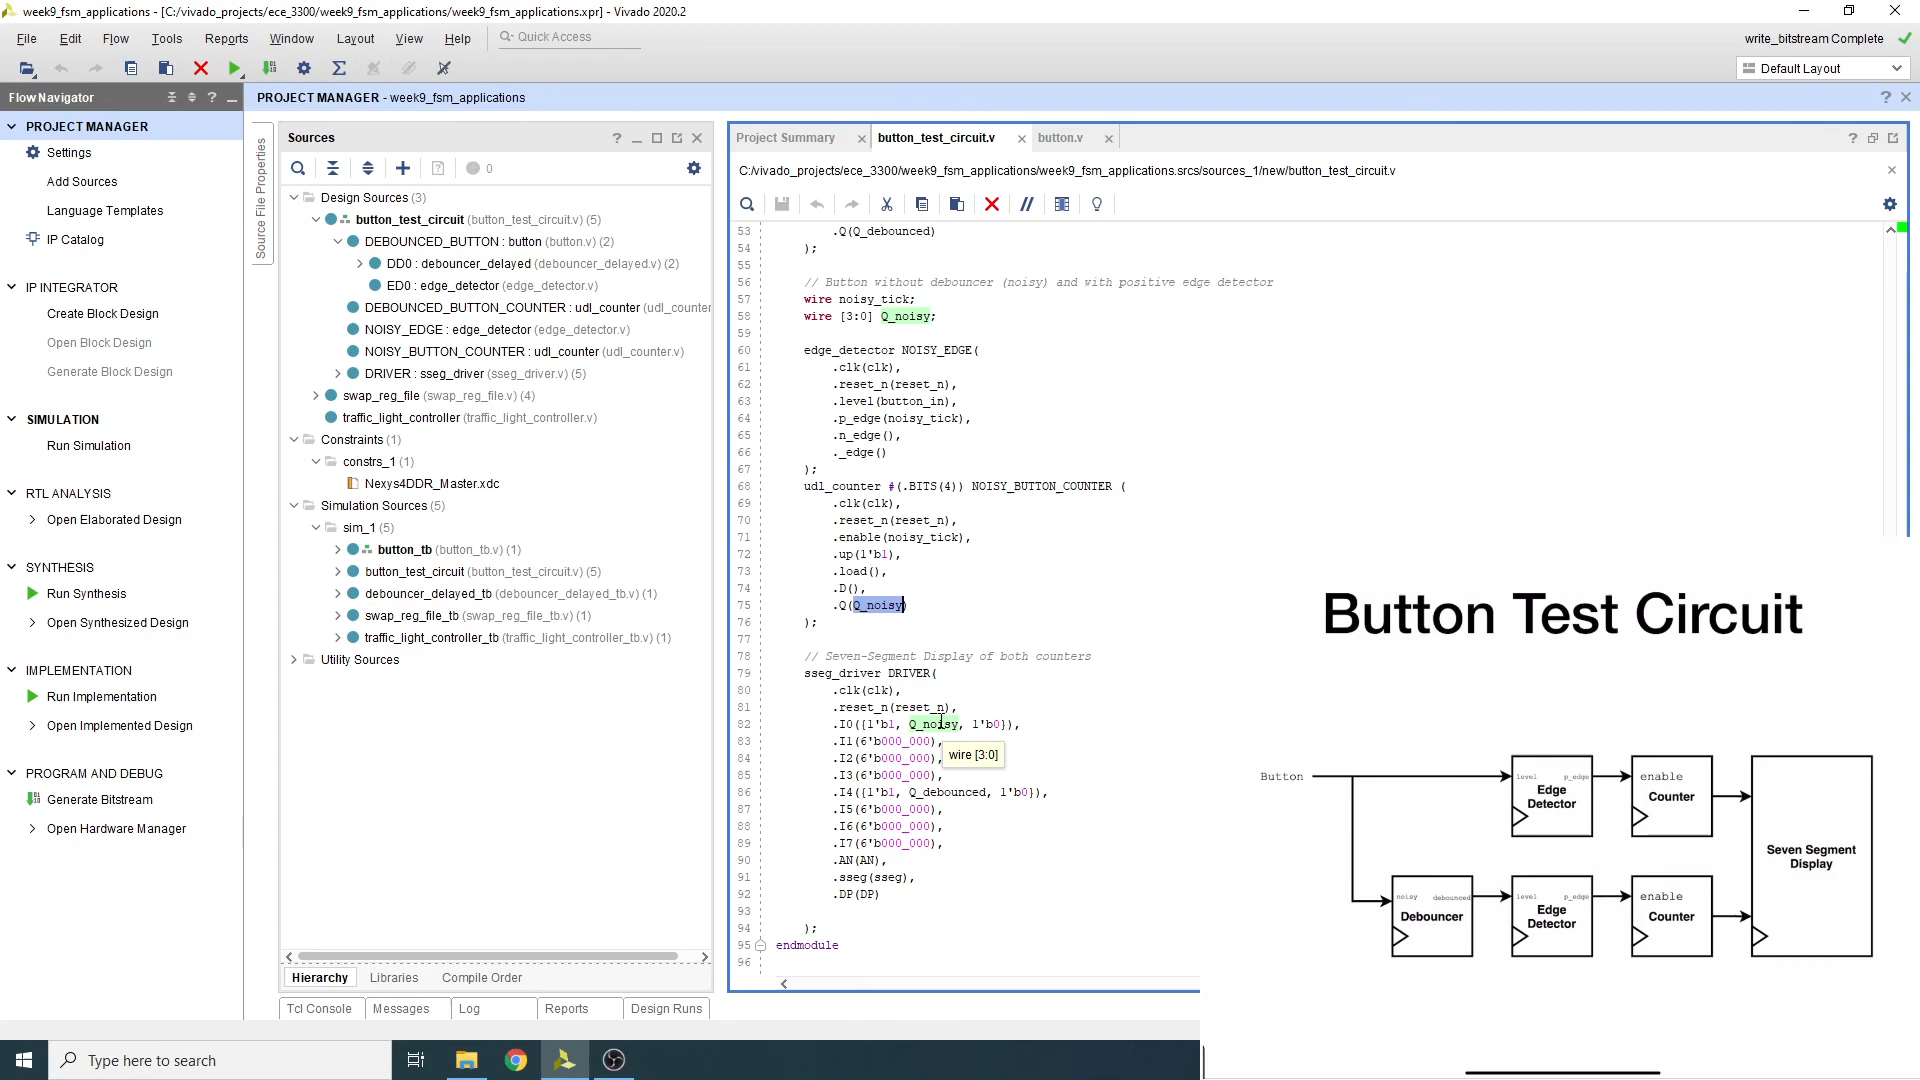 week9_fsm_applications - [C:/vivado_projects/ece_3300/week9_fsm_applications/week9_fsm_applications.xpr] - Vivado 2020.2
File Edit Flow Tools Reports Window Layout View Help Quick Access
write_bitstream Complete
Default Layout
Flow Navigator
PROJECT MANAGER - week9_fsm_applications
PROJECT MANAGER
Settings
Add Sources
Language Templates
IP Catalog
IP INTEGRATOR
Create Block Design
Open Block Design
Generate Block Design
SIMULATION
Run Simulation
RTL ANALYSIS
Open Elaborated Design
SYNTHESIS
Run Synthesis
Open Synthesized Design
IMPLEMENTATION
Run Implementation
Open Implemented Design
PROGRAM AND DEBUG
Generate Bitstream
Open Hardware Manager
Source File Properties
Sources
0
Design Sources (3)
button_test_circuit (button_test_circuit.v) (5)
DEBOUNCED_BUTTON : button (button.v) (2)
DD0 : debouncer_delayed (debouncer_delayed.v) (2)
ED0 : edge_detector (edge_detector.v)
DEBOUNCED_BUTTON_COUNTER : udl_counter (udl_counter
NOISY_EDGE : edge_detector (edge_detector.v)
NOISY_BUTTON_COUNTER : udl_counter (udl_counter.v)
DRIVER : sseg_driver (sseg_driver.v) (5)
swap_reg_file (swap_reg_file.v) (4)
traffic_light_controller (traffic_light_controller.v)
Constraints (1)
constrs_1 (1)
Nexys4DDR_Master.xdc
Simulation Sources (5)
sim_1 (5)
button_tb (button_tb.v) (1)
button_test_circuit (button_test_circuit.v) (5)
debouncer_delayed_tb (debouncer_delayed_tb.v) (1)
swap_reg_file_tb (swap_reg_file_tb.v) (1)
traffic_light_controller_tb (traffic_light_controller_tb.v) (1)
Utility Sources
Hierarchy Libraries Compile Order
Tcl Console Messages Log Reports Design Runs
Project Summary button_test_circuit.v button.v
C:/vivado_projects/ece_3300/week9_fsm_applications/week9_fsm_applications.srcs/sources_1/new/button_test_circuit.v
53 .Q(Q_debounced)
54 );
55
56 // Button without debouncer (noisy) and with positive edge detector
57 wire noisy_tick;
58 wire [3:0] Q_noisy;
59
60 edge_detector NOISY_EDGE(
61 .clk(clk),
62 .reset_n(reset_n),
63 .level(button_in),
64 .p_edge(noisy_tick),
65 .n_edge(),
66 ._edge()
67 );
68 udl_counter #(.BITS(4)) NOISY_BUTTON_COUNTER (
69 .clk(clk),
70 .reset_n(reset_n),
71 .enable(noisy_tick),
72 .up(1'b1),
73 .load(),
74 .D(),
75 .Q(Q_noisy)
76 );
77
78 // Seven-Segment Display of both counters
79 sseg_driver DRIVER(
80 .clk(clk),
81 .reset_n(reset_n),
82 .I0({1'b1, Q_noisy, 1'b0}),
83 .I1(6'b000_000),
84 .I2(6'b000_000),
85 .I3(6'b000_000),
86 .I4({1'b1, Q_debounced, 1'b0}),
87 .I5(6'b000_000),
88 .I6(6'b000_000),
89 .I7(6'b000_000),
90 .AN(AN),
91 .sseg(sseg),
92 .DP(DP)
93
94 );
95 endmodule
96
wire [3:0]
Button Test Circuit
Button
level p_edge
Edge
Detector
enable
Counter
Seven Segment
Display
noisy debounced
Debouncer
level p_edge
Edge
Detector
enable
Counter
Type here to search